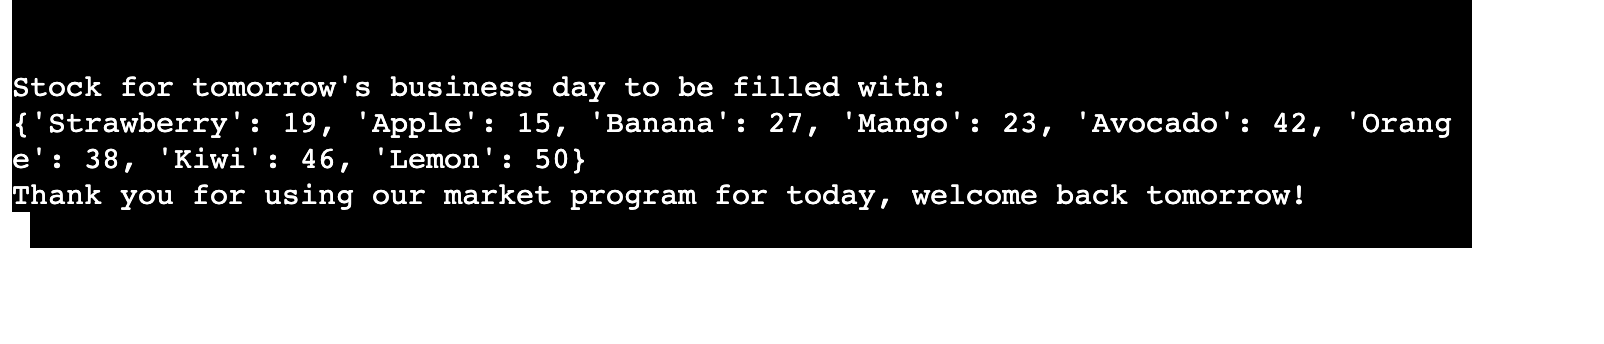 Stock for tomorrow's business day to be filled with:
{'Strawberry': 19, 'Apple': 15, 'Banana': 27, 'Mango': 23, 'Avocado': 42, 'Orang
e': 38, 'Kiwi': 46, 'Lemon': 50}
Thank you for using our market program for today, welcome back tomorrow!